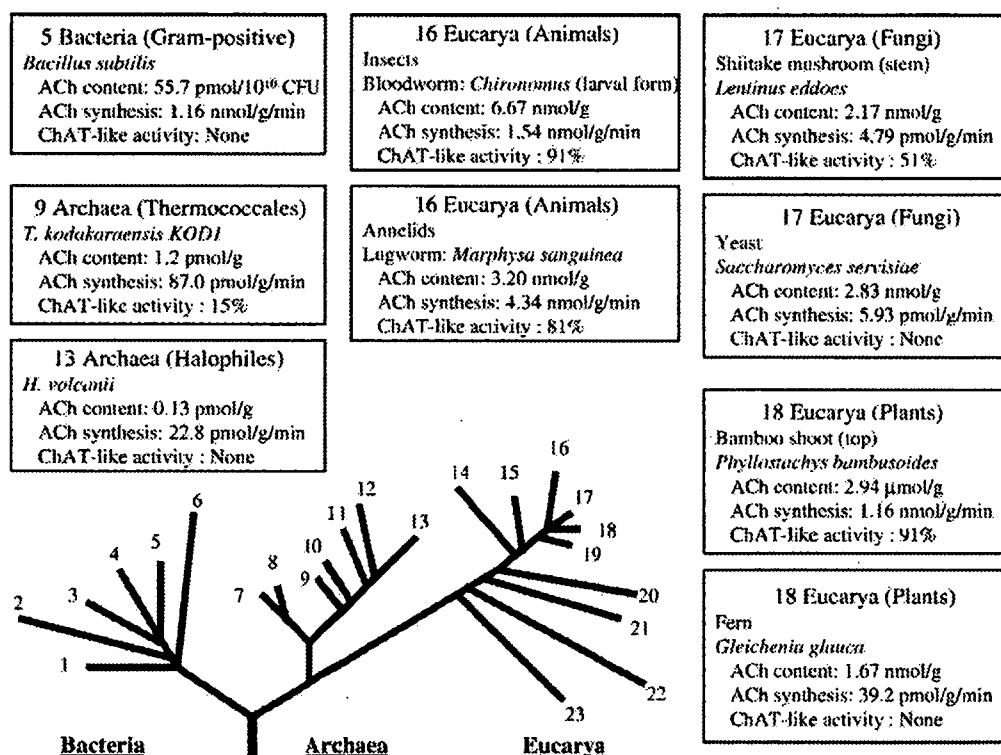 5 Bacteria (Gram-positive)
Bacillus subtilis
ACh content: 55.7 pmol/10¹⁰ CFU
ACh synthesis: 1.16 nmol/g/min
ChAT-like activity: None
9 Archaea (Thermococcales)
T. kodakaraensis KOD1
ACh content: 1.2 pmol/g
ACh synthesis: 87.0 pmol/g/min
ChAT-like activity : 15%
13 Archaea (Halophiles)
H. volcanii
ACh content: 0.13 pmol/g
ACh synthesis: 22.8 pmol/g/min
ChAT-like activity : None
16 Eucarya (Animals)
Insects
Bloodworm: Chironomus (larval form)
ACh content: 6.67 nmol/g
ACh synthesis: 1.54 nmol/g/min
ChAT-like activity : 91%
16 Eucarya (Animals)
Annelids
Lugworm: Marphysa sanguinea
ACh content: 3.20 nmol/g
ACh synthesis: 4.34 nmol/g/min
ChAT-like activity : 81%
17 Eucarya (Fungi)
Shiitake mushroom (stem)
Lentinus eddoes
ACh content: 2.17 nmol/g
ACh synthesis: 4.79 pmol/g/min
ChAT-like activity : 51%
17 Eucarya (Fungi)
Yeast
Saccharomyces servisiae
ACh content: 2.83 nmol/g
ACh synthesis: 5.93 pmol/g/min
ChAT-like activity : None
18 Eucarya (Plants)
Bamboo shoot (top)
Phyllostachys bambusoides
ACh content: 2.94 μmol/g
ACh synthesis: 1.16 nmol/g/min
ChAT-like activity : 91%
18 Eucarya (Plants)
Fern
Gleichenia glauca
ACh content: 1.67 nmol/g
ACh synthesis: 39.2 pmol/g/min
ChAT-like activity : None
1
2
3
4
5
6
7
8
9
10
11
12
13
14
15
16
17
18
19
20
21
22
23
Bacteria
Archaea
Eucarya